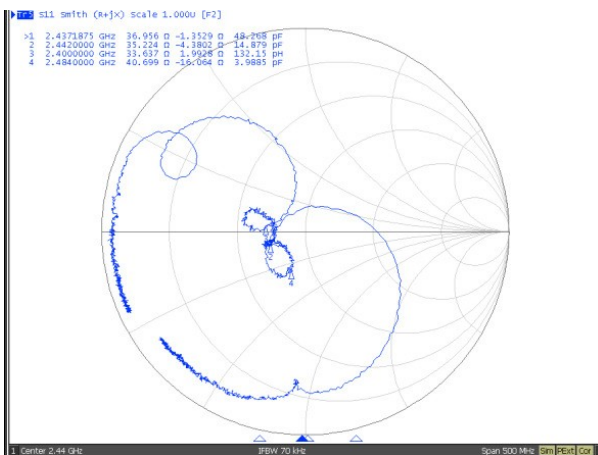 Tr5 S11 Smith (R+jX) Scale 1.000U [F2]
>1 2.4371875 GHz 36.956 Ω -1.3529 Ω 48.268 pF
2 2.4420000 GHz 35.224 Ω -4.3802 Ω 14.879 pF
3 2.4000000 GHz 33.637 Ω 1.9928 Ω 132.15 pH
4 2.4840000 GHz 40.699 Ω -16.064 Ω 3.9885 pF
4
1 Center 2.44 GHz IFBW 70 kHz Span 500 MHz Sim PExt Cor